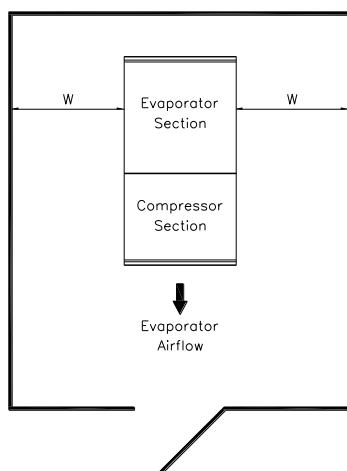 W
W
Evaporator
Section
Compressor
Section
Evaporator
Airflow